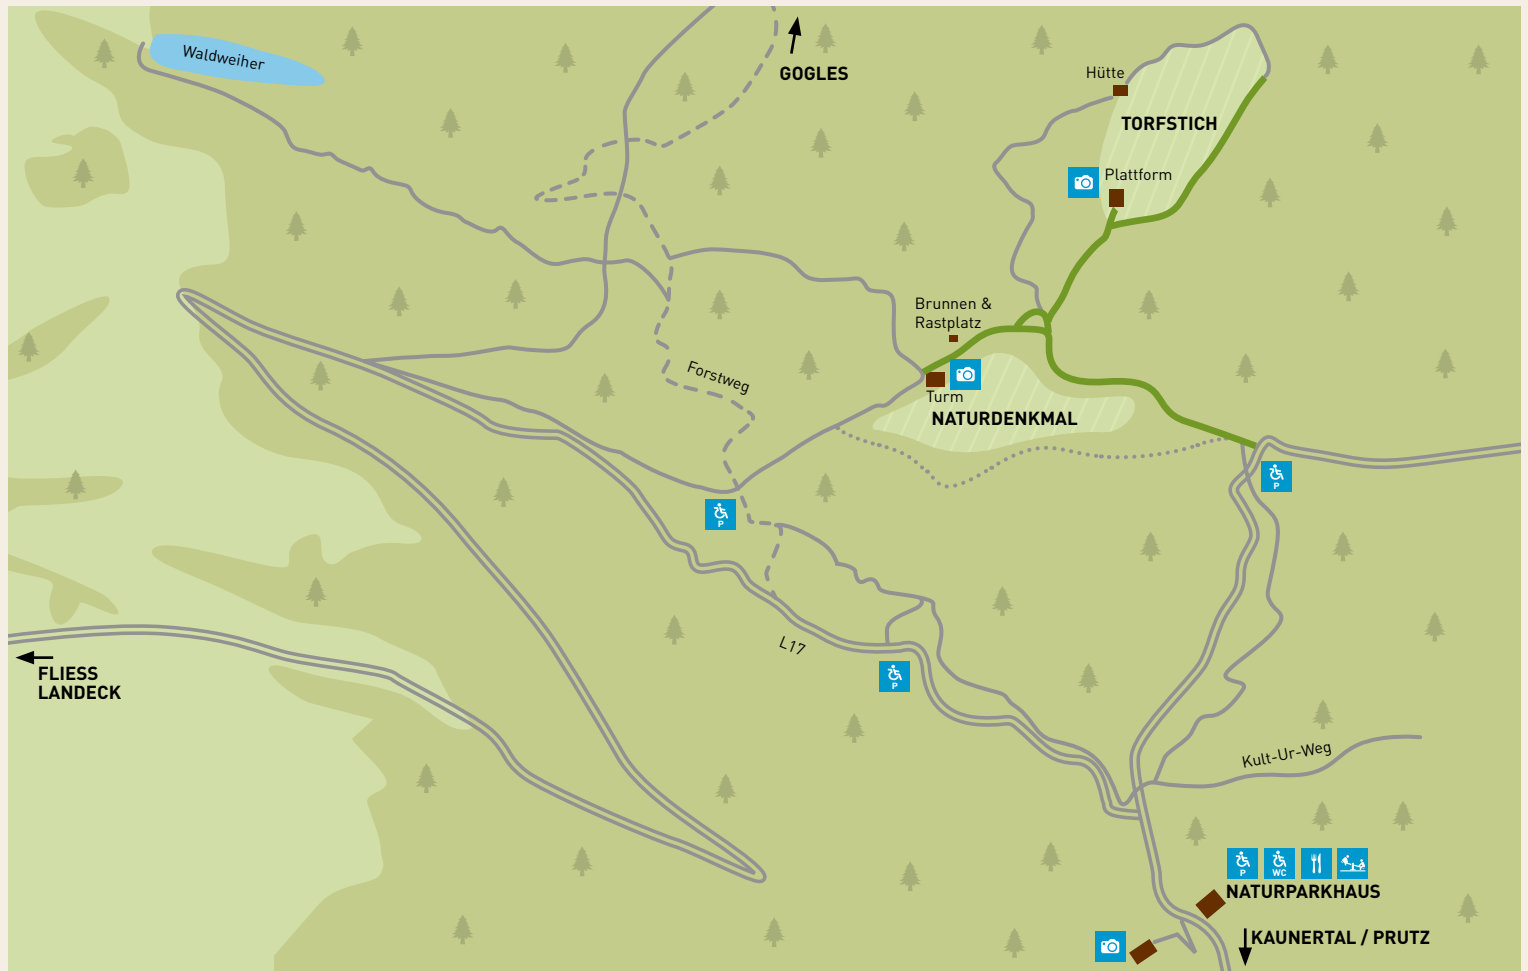 Waldweiher
GOGLES
Hütte
TORFSTICH
Plattform
Brunnen &
Rastplatz
Forstweg
Turm
NATURDENKMAL
P
P
L17
P
FLIESS
LANDECK
Kult-Ur-Weg
P
WC
NATURPARKHAUS
KAUNERTAL / PRUTZ